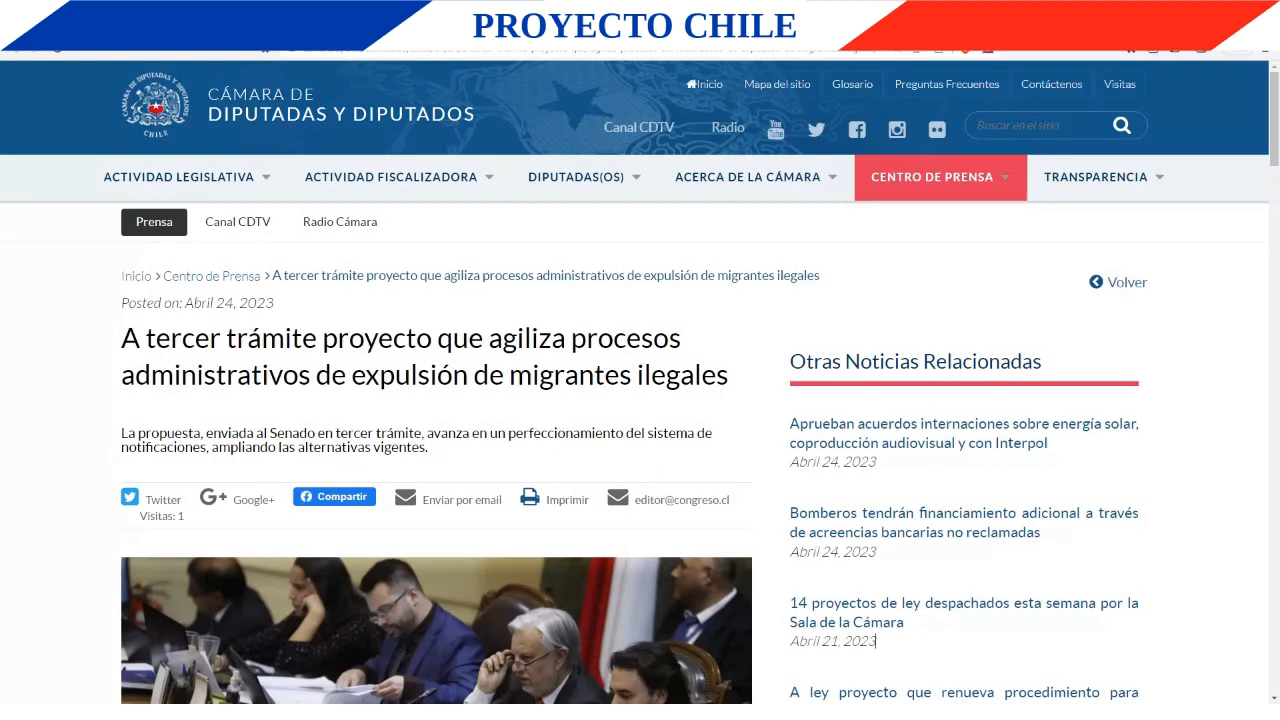 PROYECTO CHILE
Inicio Mapa del sitio Glosario Preguntas Frecuentes Contáctenos Visitas
CÁMARA DE
DIPUTADAS Y DIPUTADOS
CÁMARA DE DIPUTADAS Y DIPUTADOS
CHILE
Canal CDTV Radio You Tube Buscar en el sitio
ACTIVIDAD LEGISLATIVA ACTIVIDAD FISCALIZADORA DIPUTADAS(OS) ACERCA DE LA CÁMARA CENTRO DE PRENSA TRANSPARENCIA
Prensa Canal CDTV Radio Cámara
Inicio > Centro de Prensa > A tercer trámite proyecto que agiliza procesos administrativos de expulsión de migrantes ilegales
Volver
Posted on: Abril 24, 2023
A tercer trámite proyecto que agiliza procesos
administrativos de expulsión de migrantes ilegales
La propuesta, enviada al Senado en tercer trámite, avanza en un perfeccionamiento del sistema de
notificaciones, ampliando las alternativas vigentes.
Twitter G+ Google+ Compartir Enviar por email Imprimir editor@congreso.cl
Visitas: 1
Otras Noticias Relacionadas
Aprueban acuerdos internaciones sobre energía solar,
coproducción audiovisual y con Interpol
Abril 24, 2023
Bomberos tendrán financiamiento adicional a través
de acreencias bancarias no reclamadas
Abril 24, 2023
14 proyectos de ley despachados esta semana por la
Sala de la Cámara
Abril 21, 2023
A ley proyecto que renueva procedimiento para